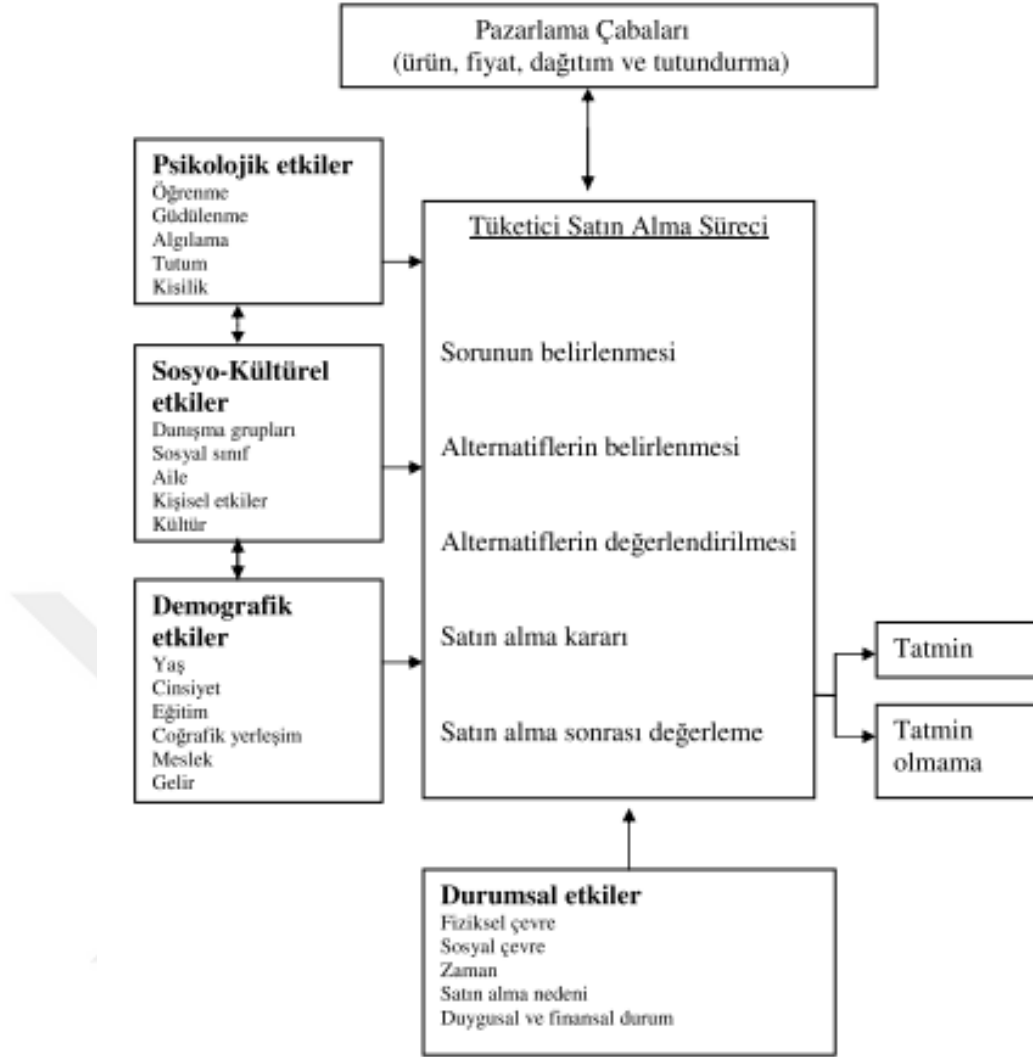 Pazarlama Çabaları
(ürün, fiyat, dağıtım ve tutundurma)
Psikolojik etkiler
Öğrenme
Güdülenme
Algılama
Tutum
Kisilik
Sosyo-Kültürel
etkiler
Danışma grupları
Sosyal sınıf
Aile
Kişisel etkiler
Kültür
Demografik
etkiler
Yaş
Cinsiyet
Eğitim
Coğrafik yerleşim
Meslek
Gelir
Tüketici Satın Alma Süreci
Sorunun belirlenmesi
Alternatiflerin belirlenmesi
Alternatiflerin değerlendirilmesi
Satın alma kararı
Satın alma sonrası değerleme
Tatmin
Tatmin
olmama
Durumsal etkiler
Fiziksel çevre
Sosyal çevre
Zaman
Satın alma nedeni
Duygusal ve finansal durum